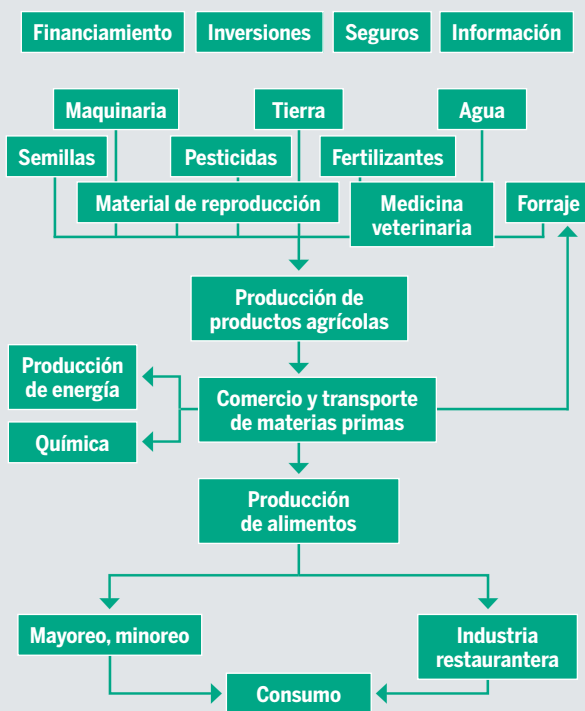 Financiamiento
Inversiones
Seguros
Información
Maquinaria
Tierra
Agua
Semillas
Pesticidas
Fertilizantes
Material de reproducción
Medicina
veterinaria
Forraje
Producción de
productos agrícolas
Producción
de energía
Comercio y transporte
de materias primas
Química
Producción
de alimentos
Mayoreo, minoreo
Industria
restaurantera
Consumo